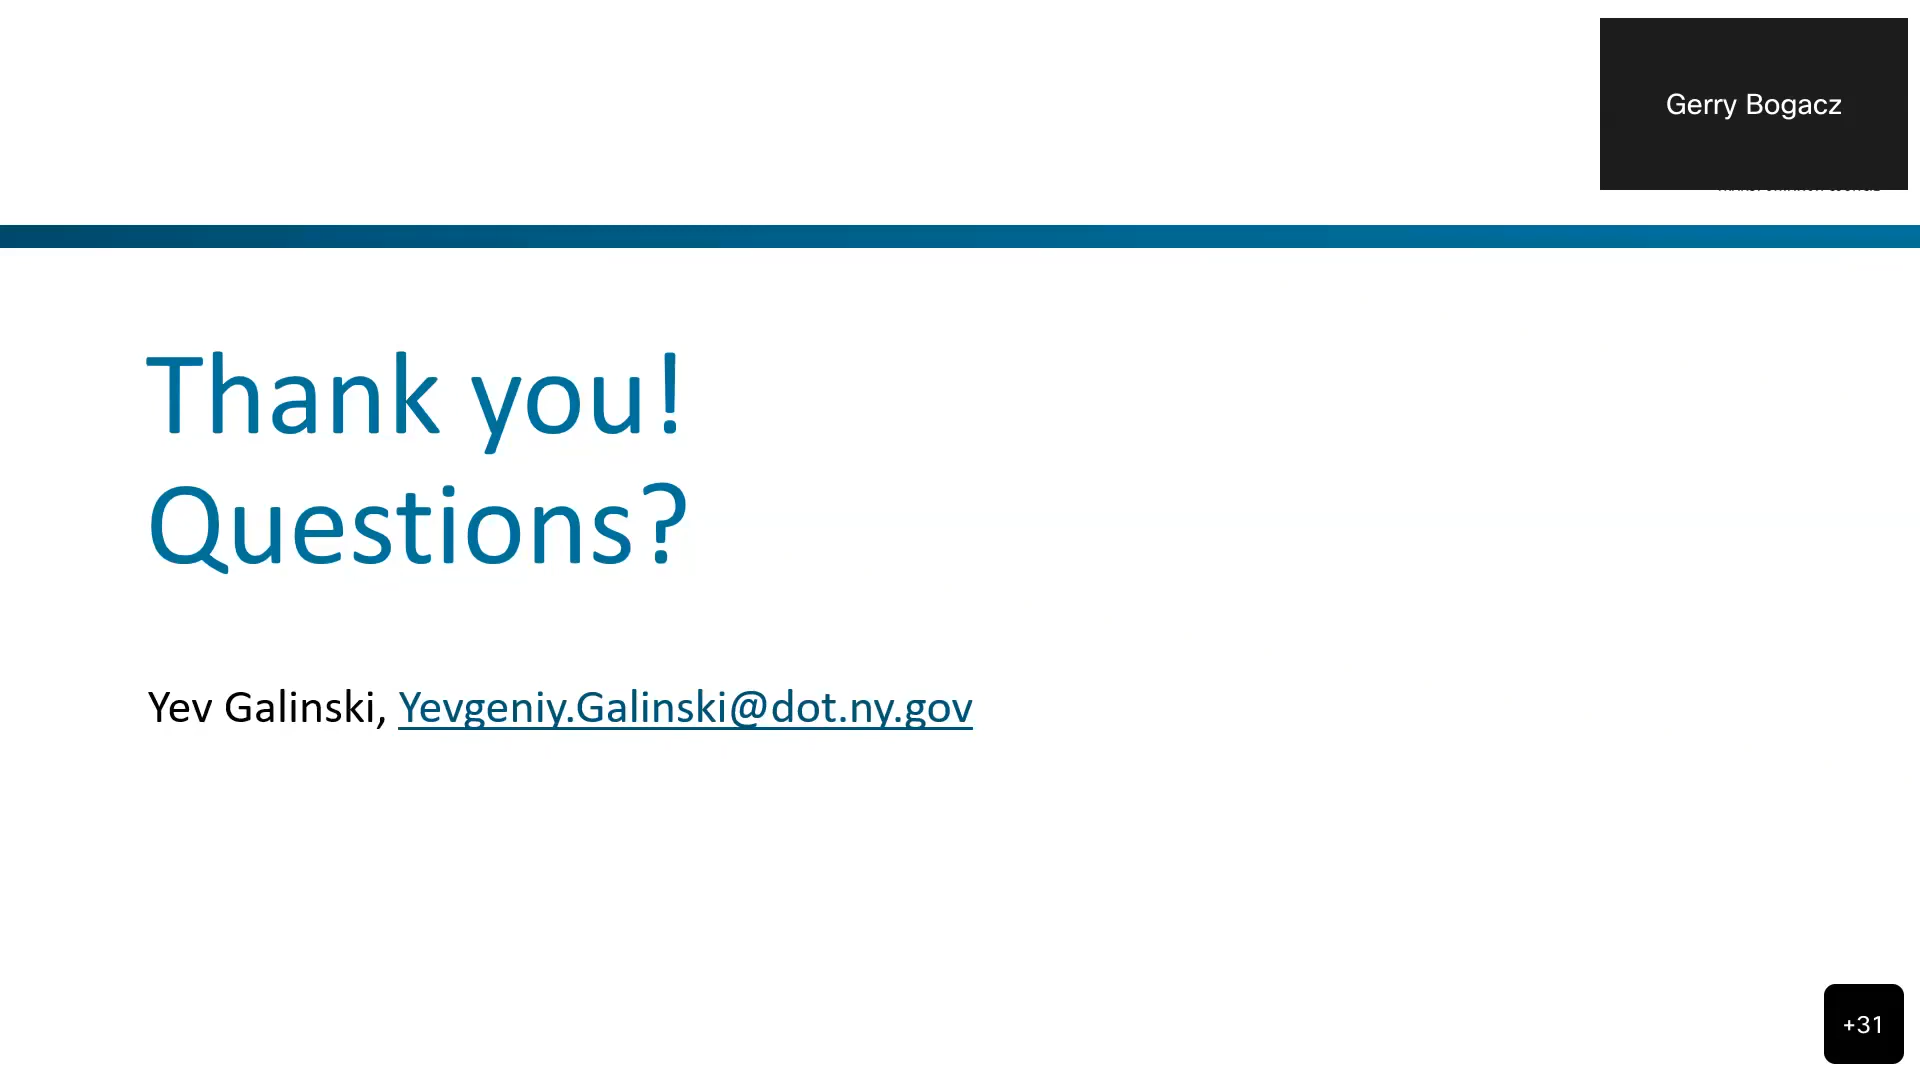 Gerry Bogacz
Thank you!
Questions?
Yev Galinski, Yevgeniy.Galinski@dot.ny.gov
+31